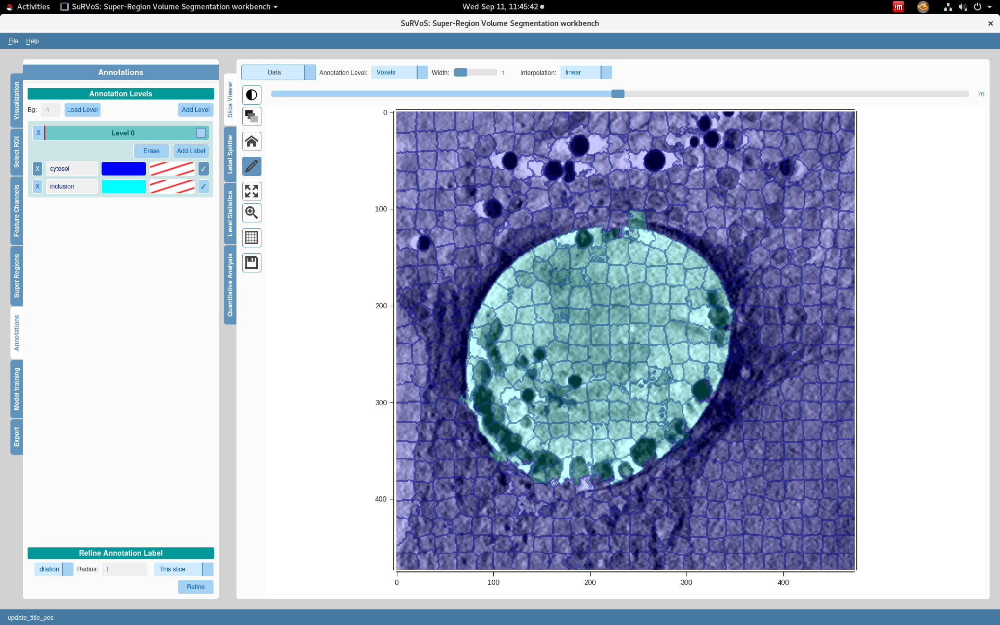 Activities SuRVoS: Super-Region Volume Segmentation workbench Wed Sep 11, 11:45:42 !m
SuRVoS: Super-Region Volume Segmentation workbench ×
File Help
Visualization
Select ROI
Feature Channels
Super Regions
Annotations
Model training
Export
Annotations
Annotation Levels
Bg: -1 Load Level Add Level
X Level 0
Erase Add Label
X cytosol ✓
X inclusion ✓
Refine Annotation Label
dilation Radius: 1 This slice
Refine
Slice Viewer
Label Splitter
Level Statistics
Quantitative Analysis
Data Annotation Level: Voxels Width: 1 Interpolation: linear
76
0
100
200
300
400
0 100 200 300 400
update_title_pos